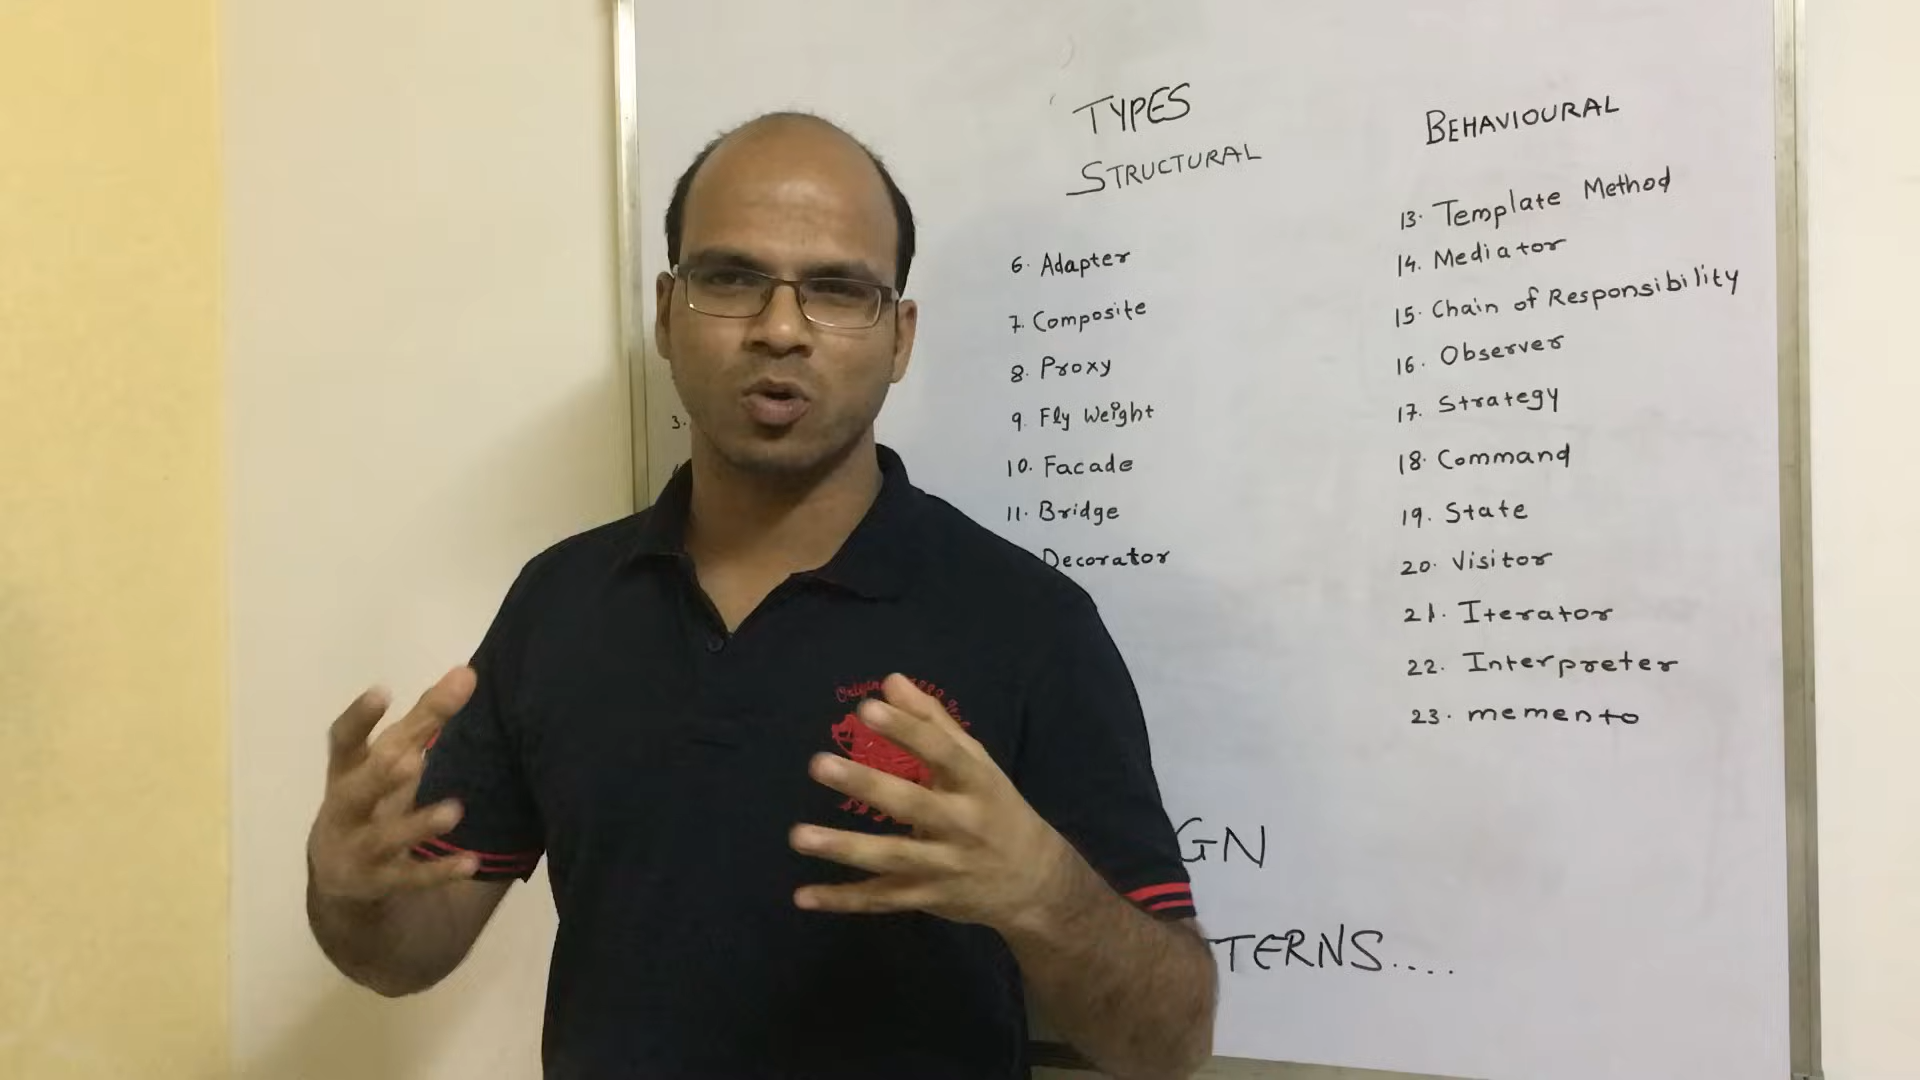 TYPES
STRUCTURAL
6. Adapter
7. Composite
8. Proxy
9. Fly Weight
10. Facade
11. Bridge
Decorator
BEHAVIOURAL
13. Template Method
14. Mediator
15. Chain of Responsibility
16. Observer
17. Strategy
18. Command
19. State
20. Visitor
21. Iterator
22. Interpreter
23. memento
3.
GN
TTERNS....